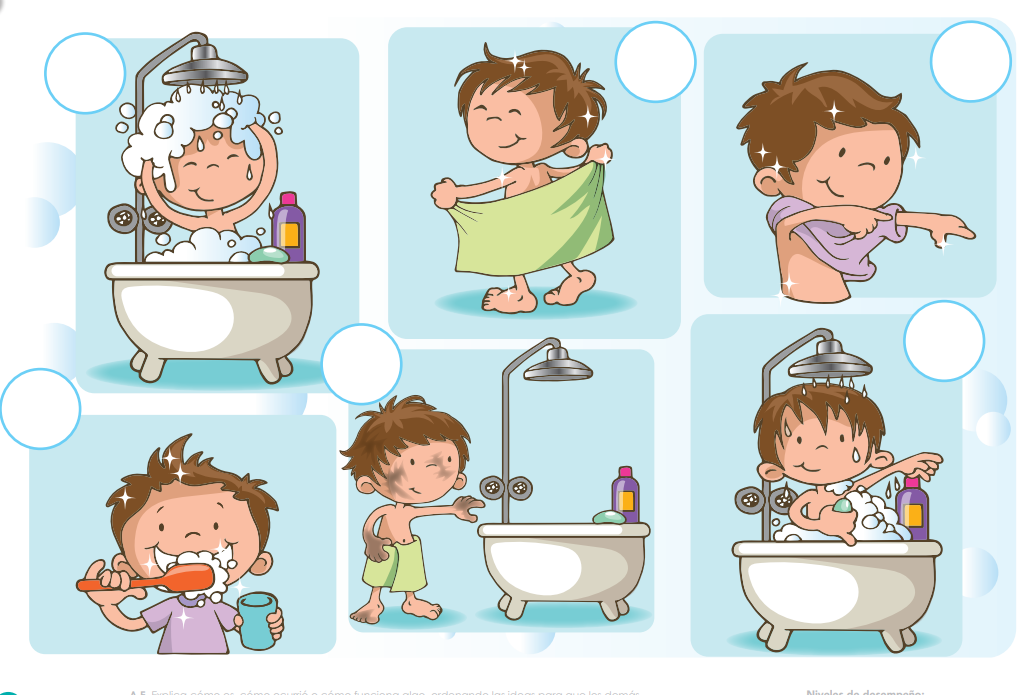 A.5. Explica cómo es, cómo ocurrió o cómo funciona algo, ordenando las ideas para que los demás
Niveles de desempeño: